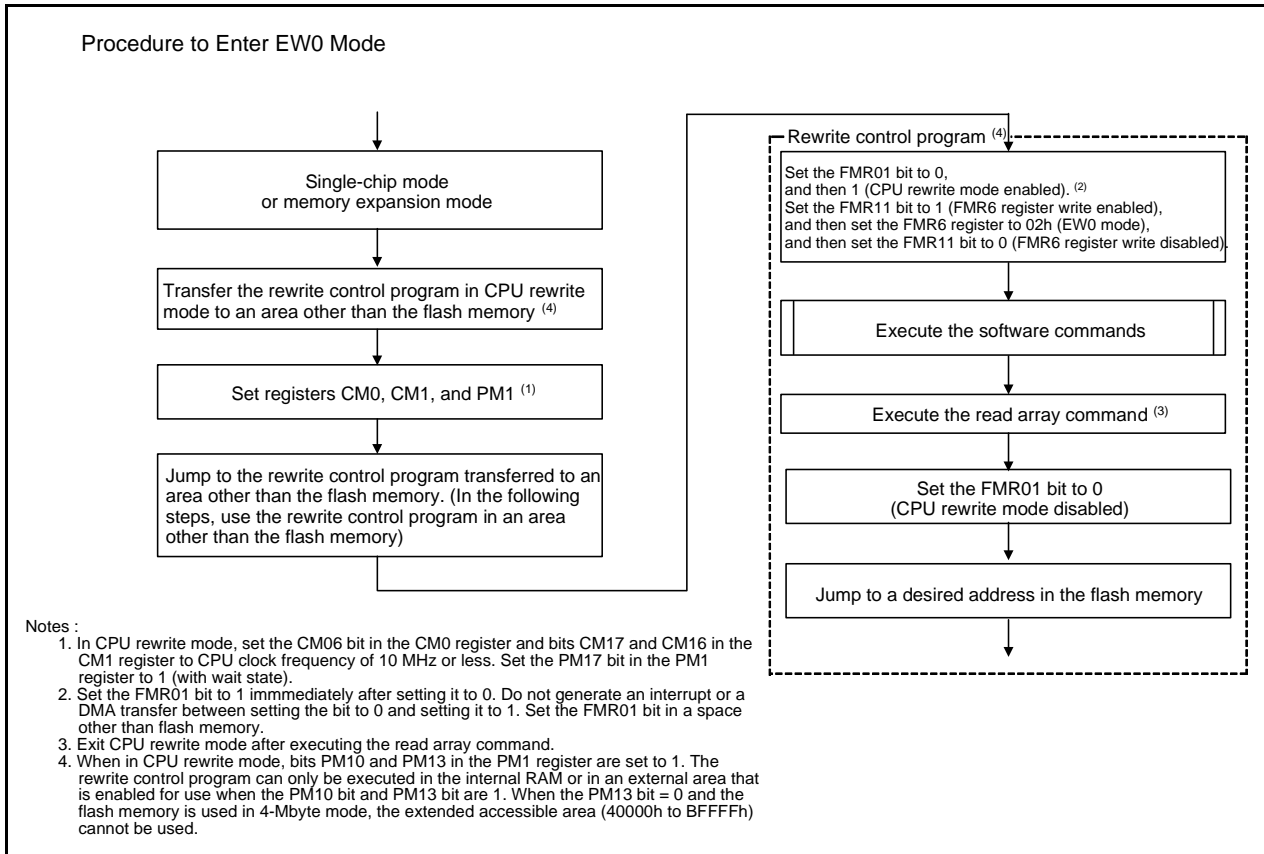 Procedure to Enter EW0 Mode
Single-chip mode
or memory expansion mode
Transfer the rewrite control program in CPU rewrite
mode to an area other than the flash memory (4)
Set registers CM0, CM1, and PM1 (1)
Jump to the rewrite control program transferred to an
area other than the flash memory. (In the following
steps, use the rewrite control program in an area
other than the flash memory)
Rewrite control program (4)
Set the FMR01 bit to 0,
and then 1 (CPU rewrite mode enabled). (2)
Set the FMR11 bit to 1 (FMR6 register write enabled),
and then set the FMR6 register to 02h (EW0 mode),
and then set the FMR11 bit to 0 (FMR6 register write disabled).
Execute the software commands
Execute the read array command (3)
Set the FMR01 bit to 0
(CPU rewrite mode disabled)
Jump to a desired address in the flash memory
Notes :
1. In CPU rewrite mode, set the CM06 bit in the CM0 register and bits CM17 and CM16 in the
CM1 register to CPU clock frequency of 10 MHz or less. Set the PM17 bit in the PM1
register to 1 (with wait state).
2. Set the FMR01 bit to 1 immmediately after setting it to 0. Do not generate an interrupt or a
DMA transfer between setting the bit to 0 and setting it to 1. Set the FMR01 bit in a space
other than flash memory.
3. Exit CPU rewrite mode after executing the read array command.
4. When in CPU rewrite mode, bits PM10 and PM13 in the PM1 register are set to 1. The
rewrite control program can only be executed in the internal RAM or in an external area that
is enabled for use when the PM10 bit and PM13 bit are 1. When the PM13 bit = 0 and the
flash memory is used in 4-Mbyte mode, the extended accessible area (40000h to BFFFFh)
cannot be used.